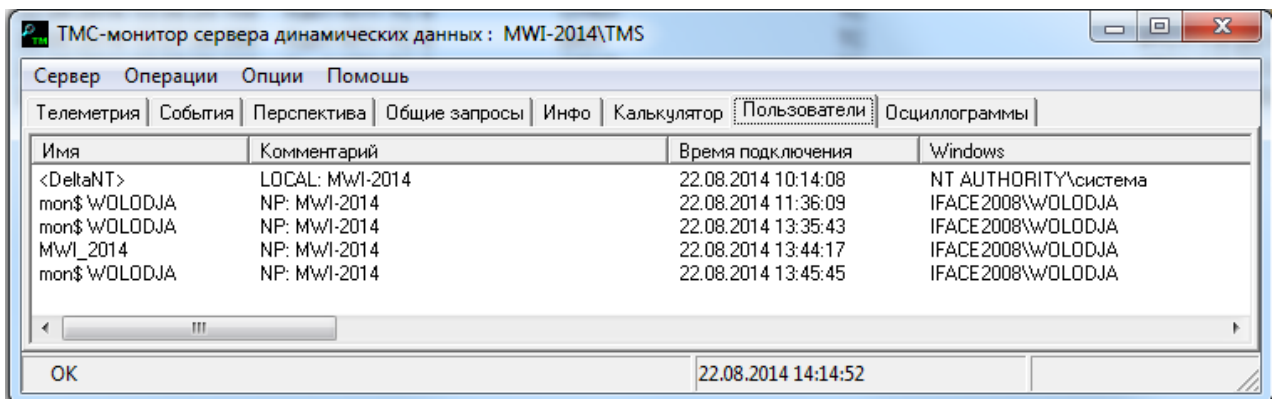 ТМС-монитор сервера динамических данных : MWI-2014\TMS
Сервер Операции Опции Помошь
Телеметрия События Перспектива Общие запросы Инфо Калькулятор Пользователи Осциллограммы
Имя Комментарий Время подключения Windows
<DeltaNT> LOCAL: MWI-2014 22.08.2014 10:14:08 NT AUTHORITY\система
mon$ WOLODJA NP: MWI-2014 22.08.2014 11:36:09 IFACE2008\WOLODJA
mon$ WOLODJA NP: MWI-2014 22.08.2014 13:35:43 IFACE2008\WOLODJA
MWI_2014 NP: MWI-2014 22.08.2014 13:44:17 IFACE2008\WOLODJA
mon$ WOLODJA NP: MWI-2014 22.08.2014 13:45:45 IFACE2008\WOLODJA
OK 22.08.2014 14:14:52